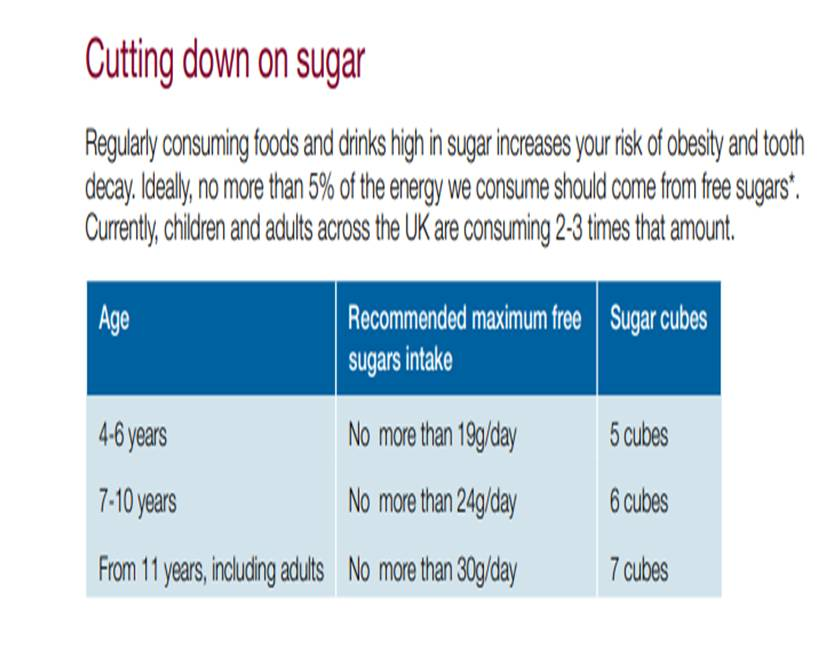 Cutting down on sugar
Regularly consuming foods and drinks high in sugar increases your risk of obesity and tooth
decay. Ideally, no more than 5% of the energy we consume should come from free sugars*.
Currently, children and adults across the UK are consuming 2-3 times that amount.
Age Recommended maximum free sugars intake Sugar cubes
4-6 years No more than 19g/day 5 cubes
7-10 years No more than 24g/day 6 cubes
From 11 years, including adults No more than 30g/day 7 cubes